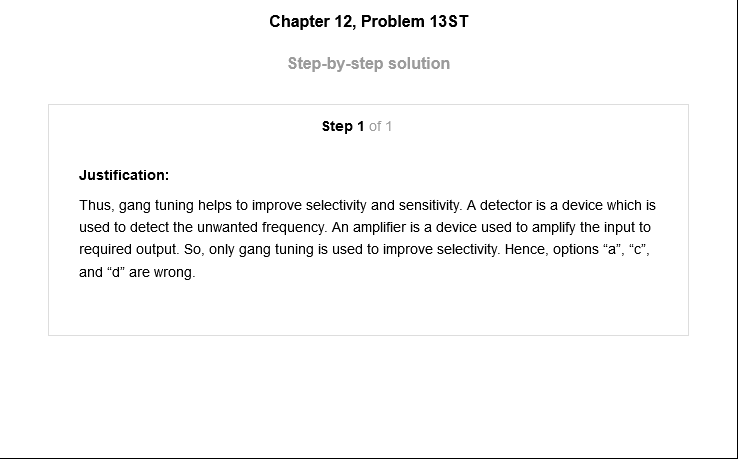 Chapter 12, Problem 13ST
Step-by-step solution
Step 1 of 1
Justification:
Thus, gang tuning helps to improve selectivity and sensitivity. A detector is a device which is
used to detect the unwanted frequency. An amplifier is a device used to amplify the input to
required output. So, only gang tuning is used to improve selectivity. Hence, options “a”, “c”,
and “d” are wrong.